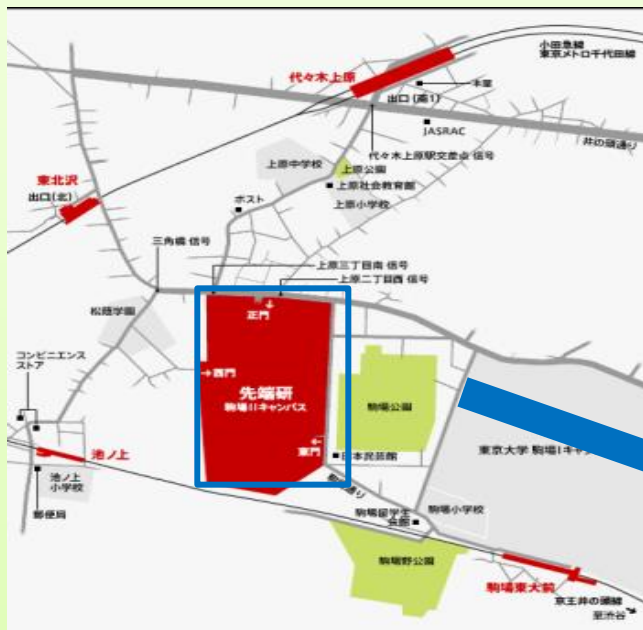 小田急線
東京メトロ千代田線
代々木上原
本屋
出口(南1)
JASRAC
井の頭通り
代々木上原駅交差点 信号
上原中学校
上原公園
東北沢
出口(北)
上原社会教育館
ポスト
上原小学校
三角橋 信号
上原三丁目南 信号
上原二丁目西 信号
松蔭学園
正門
コンビニエンス
ストア
西門
先端研
駒場IIキャンパス
駒場公園
東門
日本民芸館
東京大学 駒場Iキャ
池ノ上
池ノ上
小学校
駒場通り
郵便局
駒場留学生
会館
駒場小学校
駒場野公園
駒場東大前
京王井の頭線
至渋谷